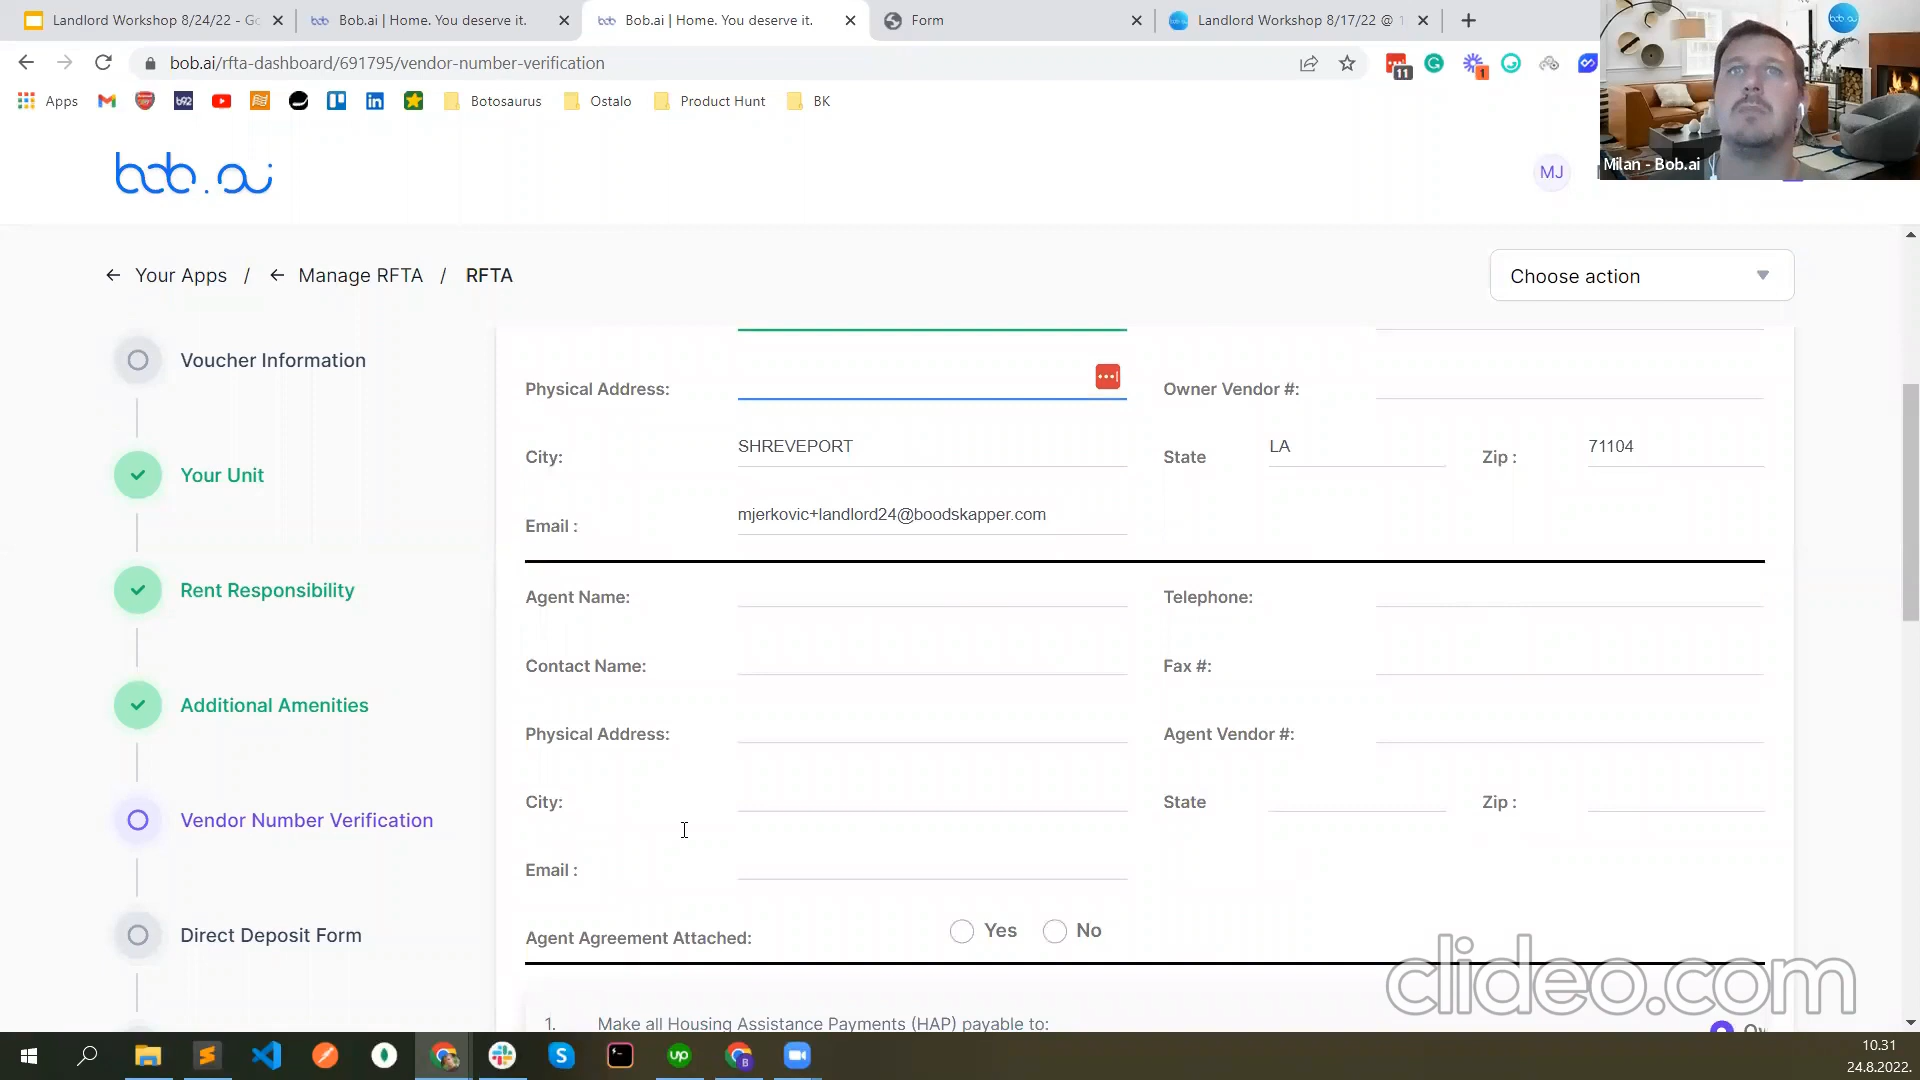 Landlord Workshop 8/24/22 - Go
Bob.ai | Home. You deserve it.
Bob.ai | Home. You deserve it.
Form
Landlord Workshop 8/17/22 @ 1
bob.ai/rfta-dashboard/691795/vendor-number-verification
11
1
Apps
Botosaurus
Ostalo
Product Hunt
BK
bob.ai
Milan - Bob.ai
bob.ai
MJ
Your Apps / Manage RFTA / RFTA
Choose action
Voucher Information
Your Unit
Rent Responsibility
Additional Amenities
Vendor Number Verification
Direct Deposit Form
Physical Address:
Owner Vendor #:
City: SHREVEPORT State LA Zip : 71104
Email : mjerkovic+landlord24@boodskapper.com
Agent Name: Telephone:
Contact Name: Fax #:
Physical Address: Agent Vendor #:
City: State Zip :
Email :
Agent Agreement Attached: Yes No
1. Make all Housing Assistance Payments (HAP) payable to:
clideo.com
10.31
24.8.2022.